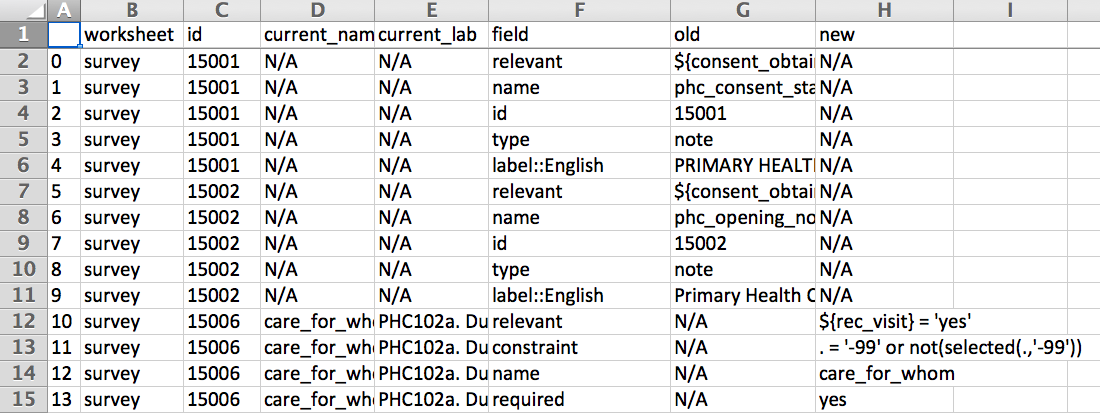 A B C D E F G H I
1 worksheet id current_nam current_lab field old new
2 0 survey 15001 N/A N/A relevant ${consent_obtai N/A
3 1 survey 15001 N/A N/A name phc_consent_sta N/A
4 2 survey 15001 N/A N/A id 15001 N/A
5 3 survey 15001 N/A N/A type note N/A
6 4 survey 15001 N/A N/A label::English PRIMARY HEALTI N/A
7 5 survey 15002 N/A N/A relevant ${consent_obtai N/A
8 6 survey 15002 N/A N/A name phc_opening_no N/A
9 7 survey 15002 N/A N/A id 15002 N/A
10 8 survey 15002 N/A N/A type note N/A
11 9 survey 15002 N/A N/A label::English Primary Health C N/A
12 10 survey 15006 care_for_wh PHC102a. Du relevant N/A ${rec_visit} = 'yes'
13 11 survey 15006 care_for_wh PHC102a. Du constraint N/A . = '-99' or not(selected(.,'-99'))
14 12 survey 15006 care_for_wh PHC102a. Du name N/A care_for_whom
15 13 survey 15006 care_for_wh PHC102a. Du required N/A yes